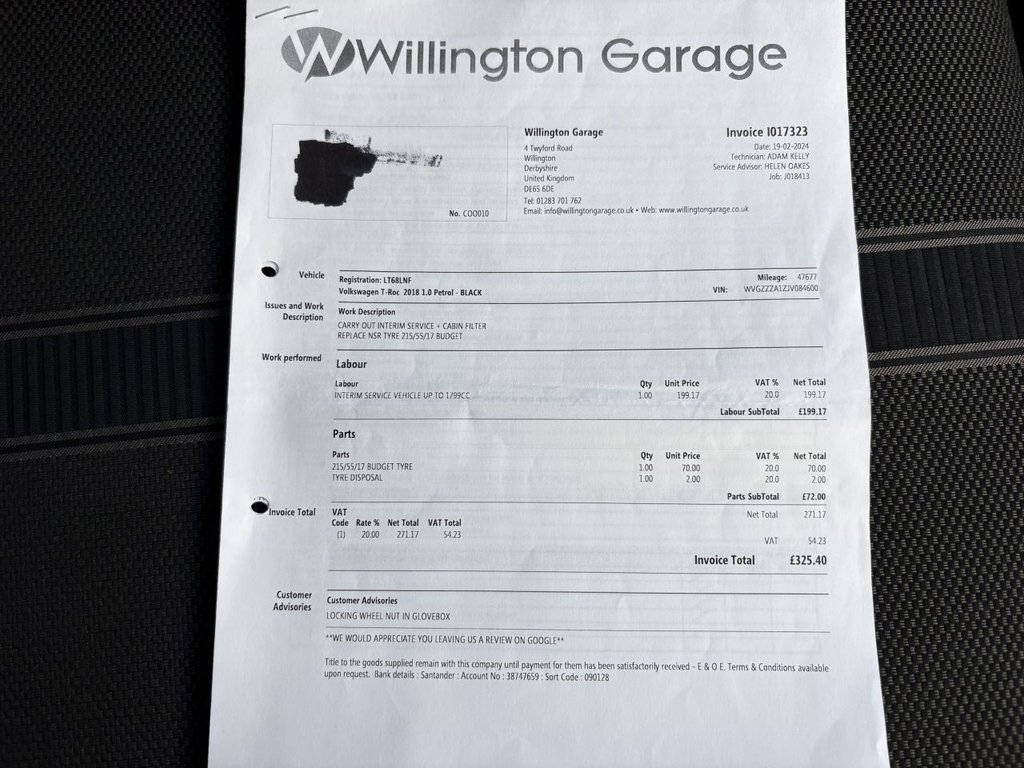 Willington Garage
Willington Garage
4 Twyford Road
Willington
Derbyshire
United Kingdom
DE65 6DE
Tel: 01283 701 762
Email: info@willingtongarage.co.uk • Web: www.willingtongarage.co.uk
Invoice I017323
Date: 19-02-2024
Technician: ADAM KELLY
Service Advisor: HELEN OAKES
Job: J018413
No. COO010
Vehicle
Registration: LT68LNF
Mileage: 47677
Volkswagen T-Roc 2018 1.0 Petrol - BLACK
VIN: WVGZZZA1ZJV084600
Issues and Work Description
Work Description
CARRY OUT INTERIM SERVICE + CABIN FILTER
REPLACE NSR TYRE 215/55/17 BUDGET
Work performed
Labour
Labour Qty Unit Price VAT % Net Total
INTERIM SERVICE VEHICLE UP TO 1799CC 1.00 199.17 20.0 199.17
Labour SubTotal £199.17
Parts
Parts Qty Unit Price VAT % Net Total
215/55/17 BUDGET TYRE 1.00 70.00 20.0 70.00
TYRE DISPOSAL 1.00 2.00 20.0 2.00
Parts SubTotal £72.00
Invoice Total
VAT
Code Rate % Net Total VAT Total
(1) 20.00 271.17 54.23
Net Total 271.17
VAT 54.23
Invoice Total £325.40
Customer Advisories
Customer Advisories
LOCKING WHEEL NUT IN GLOVEBOX
**WE WOULD APPRECIATE YOU LEAVING US A REVIEW ON GOOGLE**
Title to the goods supplied remain with this company until payment for them has been satisfactorily received - E & O E. Terms & Conditions available
upon request. Bank details : Santander : Account No : 38747659 : Sort Code : 090128